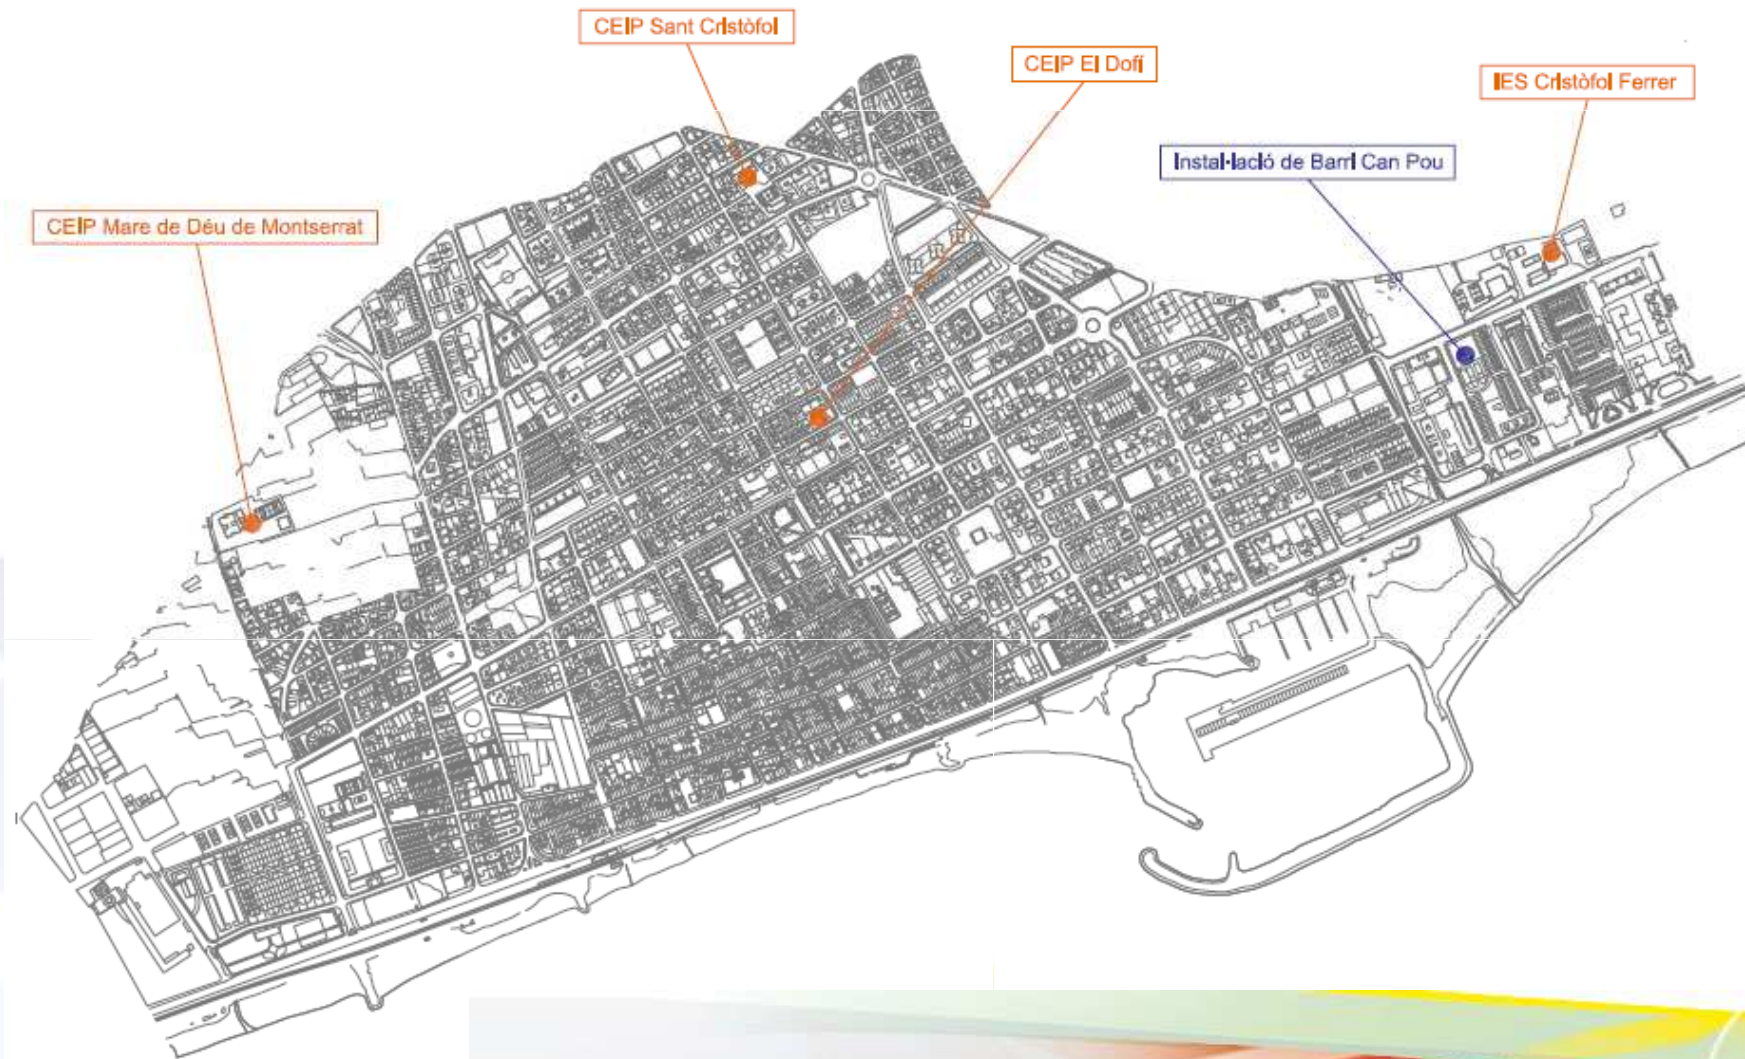 CEIP Sant Cristòfol
CEIP El Dofí
IES Cristòfol Ferrer
Instal·lació de Barri Can Pou
CEIP Mare de Déu de Montserrat